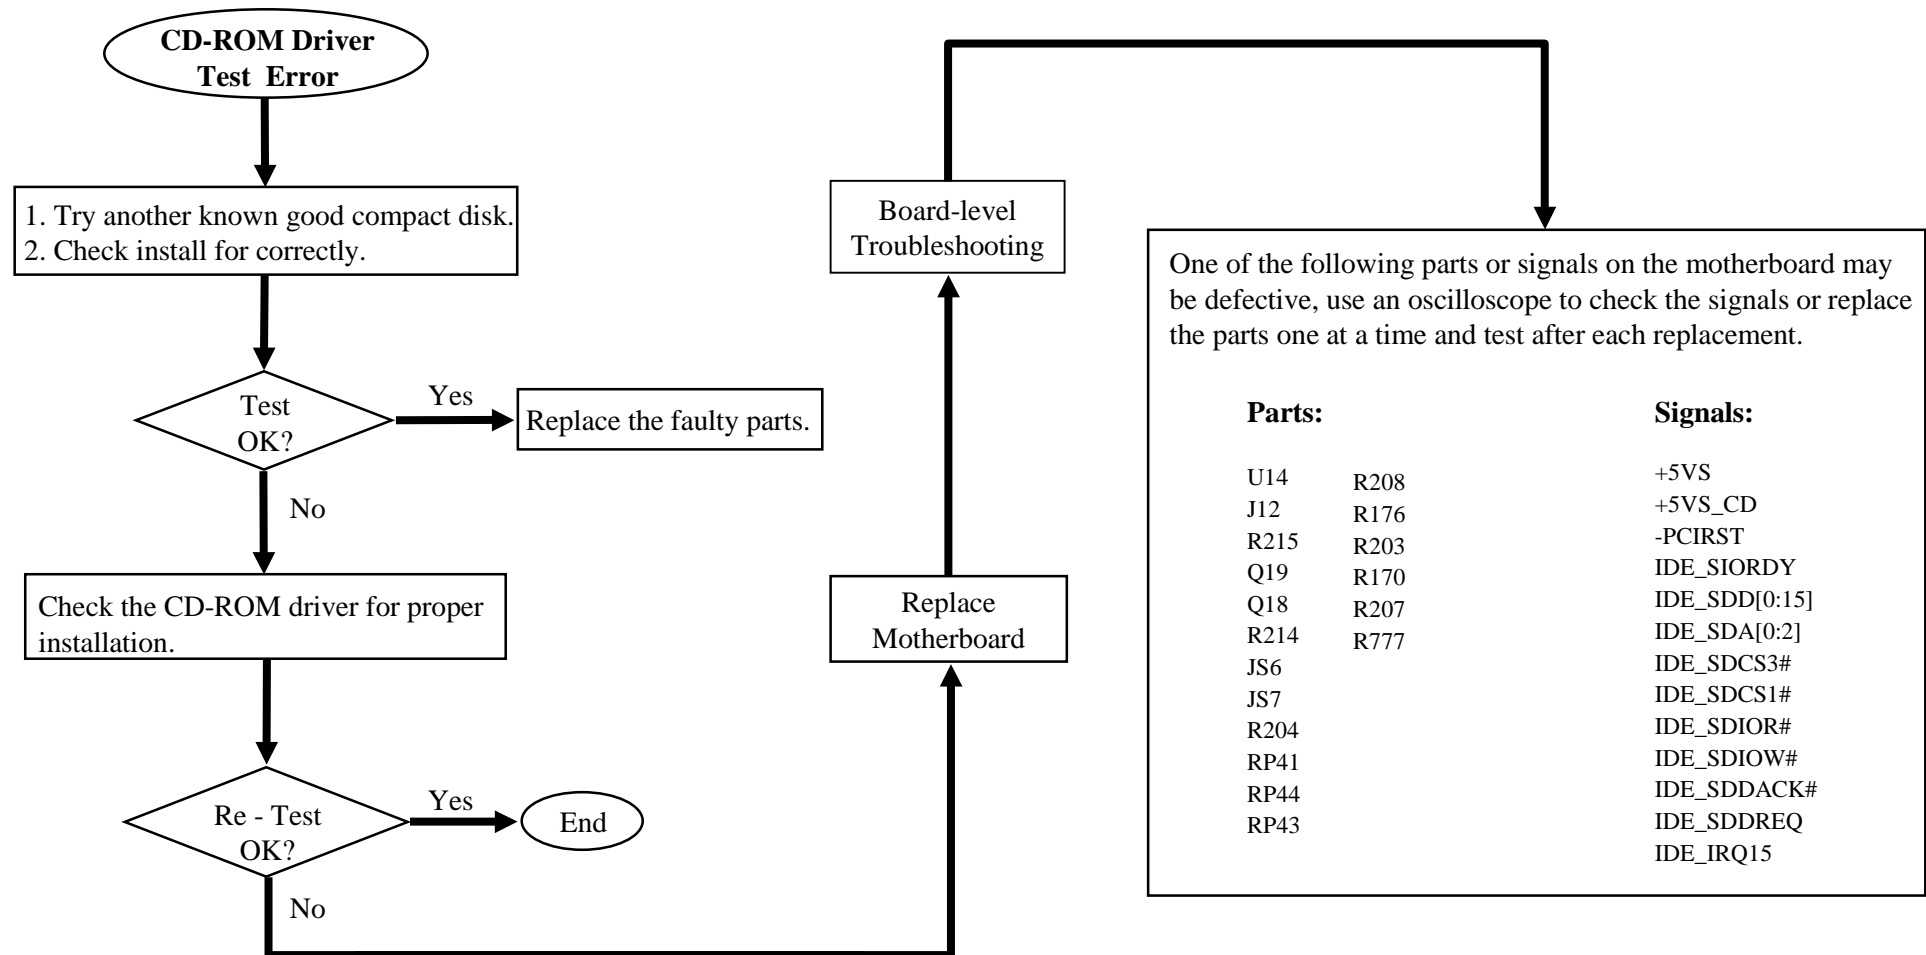 CD-ROM Driver
Test Error
1. Try another known good compact disk.
2. Check install for correctly.
Test
OK?
Yes
Replace the faulty parts.
No
Check the CD-ROM driver for proper
installation.
Re - Test
OK?
Yes
End
No
Replace
Motherboard
Board-level
Troubleshooting
One of the following parts or signals on the motherboard may
be defective, use an oscilloscope to check the signals or replace
the parts one at a time and test after each replacement.
Parts:
U14
J12
R215
Q19
Q18
R214
JS6
JS7
R204
RP41
RP44
RP43
R208
R176
R203
R170
R207
R777
Signals:
+5VS
+5VS_CD
-PCIRST
IDE_SIORDY
IDE_SDD[0:15]
IDE_SDA[0:2]
IDE_SDCS3#
IDE_SDCS1#
IDE_SDIOR#
IDE_SDIOW#
IDE_SDDACK#
IDE_SDDREQ
IDE_IRQ15